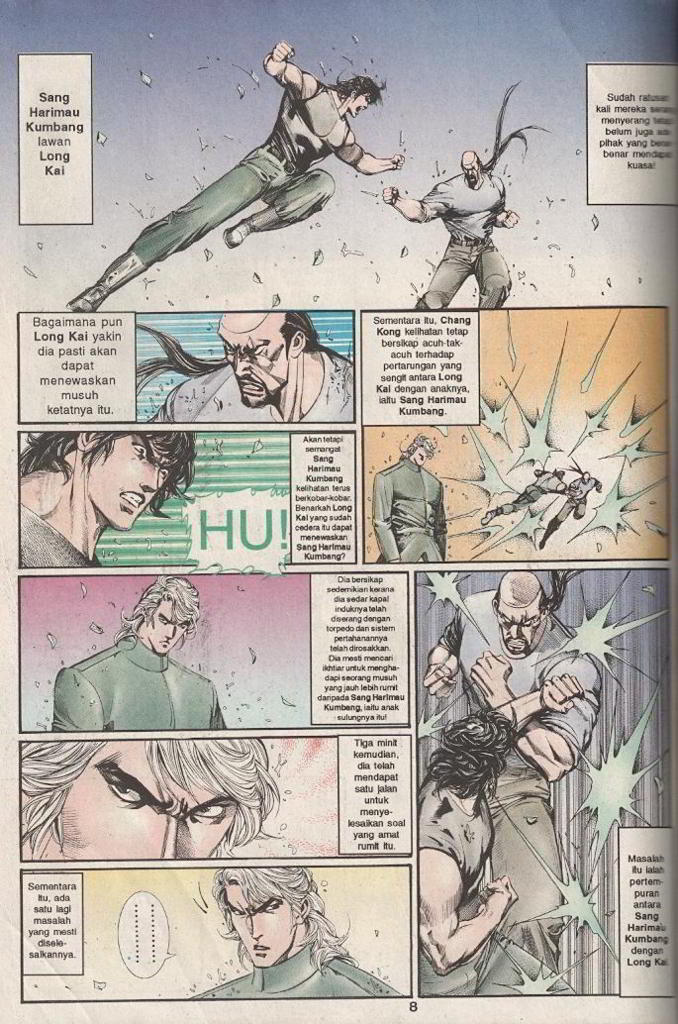 Sang
Harimau
Kumbang
lawan
Long
Kai
Sudah ratusan
kali mereka
menyerang
belum juga
pihak yang
benar mendapat
kuasa!
Bagaimana pun
Long Kai yakin
dia pasti akan
dapat
menewaskan
musuh
ketatnya itu.
Sementara itu, Chang
Kong kelihatan tetap
bersikap acuh-tak-
acuh terhadap
pertarungan yang
sengit antara Long
Kai dengan anaknya,
iaitu Sang Harimau
Kumbang.
HU!
Akan tetapi
semangat
Sang
Harimau
Kumbang
kelihatan terus
berkobar-kobar.
Benarkah Long
Kai yang sudah
cedera itu dapat
menewaskan
Sang Harimau
Kumbang?
Dia bersikap
sedemikian kerana
dia sedar kapal
induknya telah
diserang dengan
torpedo dan sistem
pertahanannya
telah dirosakkan.
Dia mesti mencari
ikhtiar untuk mengha-
dapi seorang musuh
yang jauh lebih rumit
daripada Sang Harimau
Kumbang, iaitu anak
sulungnya itu!
Tiga minit
kemudian,
dia telah
mendapat
satu jalan
untuk
menye-
lesaikan soal
yang amat
rumit itu.
Sementara
itu, ada
satu lagi
masalah
yang mesti
disele-
saikannya.
Masalah
itu ialah
pertem-
puran
antara
Sang
Harimau
Kumbang
dengan
Long Kai.
8